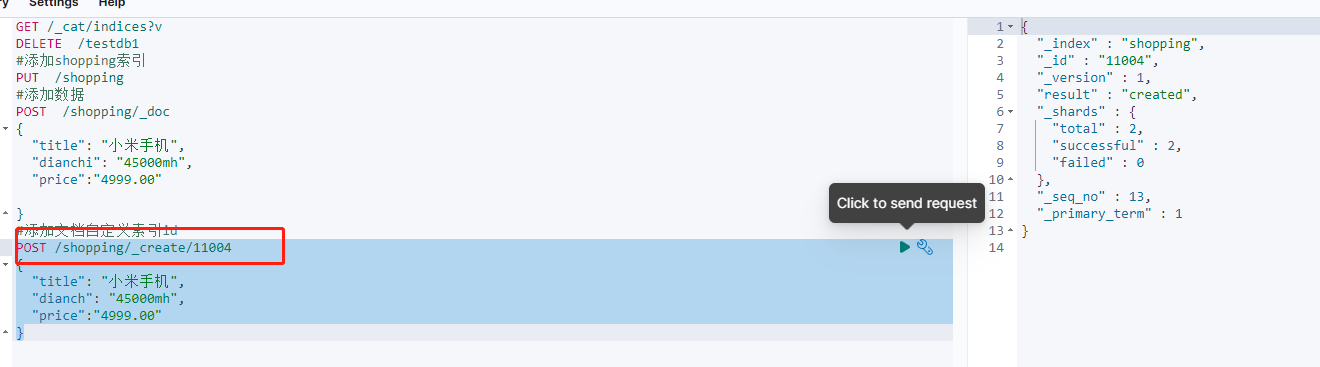 ry Settings Help
GET /_cat/indices?v
DELETE  /testdb1
#添加shopping索引
PUT  /shopping
#添加数据
POST  /shopping/_doc
{
"title": "小米手机",
"dianchi": "45000mh",
"price":"4999.00"
}
#添加文档自定义索引id
POST /shopping/_create/11004
{
"title": "小米手机",
"dianch": "45000mh",
"price":"4999.00"
}
Click to send request
1 {
2 "_index" : "shopping",
3 "_id" : "11004",
4 "_version" : 1,
5 "result" : "created",
6 "_shards" : {
7 "total" : 2,
8 "successful" : 2,
9 "failed" : 0
10 },
11 "_seq_no" : 13,
12 "_primary_term" : 1
13 }
14